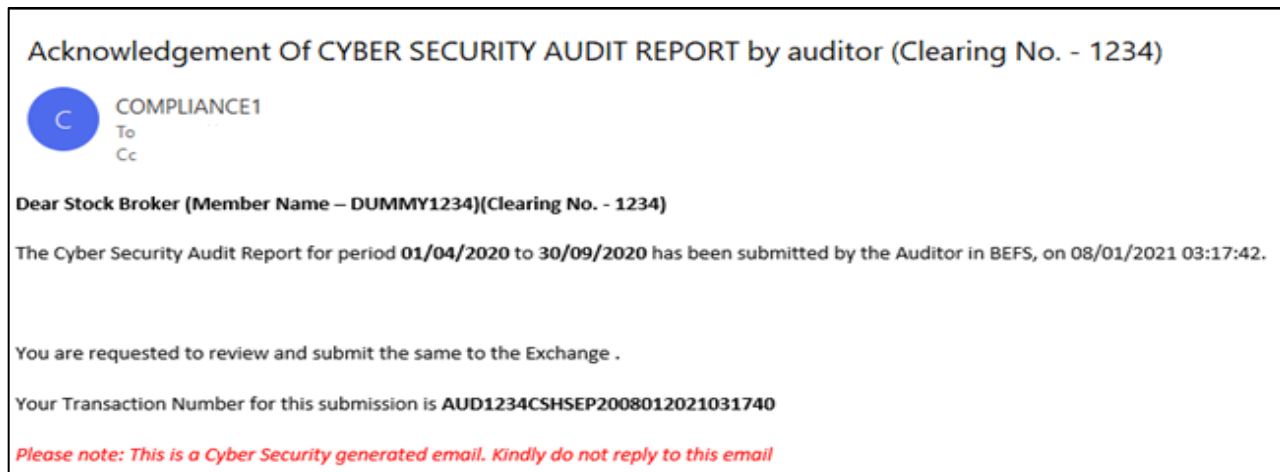 Acknowledgement Of CYBER SECURITY AUDIT REPORT by auditor (Clearing No. - 1234)
C
COMPLIANCE1
To
Cc
Dear Stock Broker (Member Name – DUMMY1234)(Clearing No. - 1234)
The Cyber Security Audit Report for period 01/04/2020 to 30/09/2020 has been submitted by the Auditor in BEFS, on 08/01/2021 03:17:42.
You are requested to review and submit the same to the Exchange .
Your Transaction Number for this submission is AUD1234CSHSEP2008012021031740
Please note: This is a Cyber Security generated email. Kindly do not reply to this email